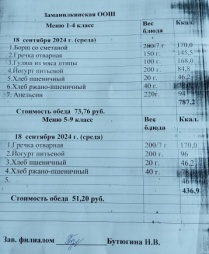 Заманилкинская ООШ
Меню 1-4 класс
Вес блюда Ккал.
18 сентября 2024 г. (среда)
1.Борщ со сметаной 200/7 г 170,0
2.Гречка отварная 150 г. 145,5
3. из мяса птицы 100 г. 168,0
4.Йогурт питьевой 200 г. 84,8
5.Хлеб пшеничный 20 г. 46,2
6.Хлеб ржано-пшеничный 40 г.
7. Апельсин 220г
787,2
Стоимость обеда 73,76 руб.
Меню 5-9 класс
Вес блюда Ккал.
18 сентября 2024 г. (среда)
1.Гречка отварная 200/7 г 170,0
2.Йогурт питьевой 200 г. 96
3.Хлеб пшеничный 20 г. 46,2
4.Хлеб ржано-пшеничный 40 г.
5.
436,9
Стоимость обеда 51,20 руб.
Зав. филиалом Бутюгина Н.В.